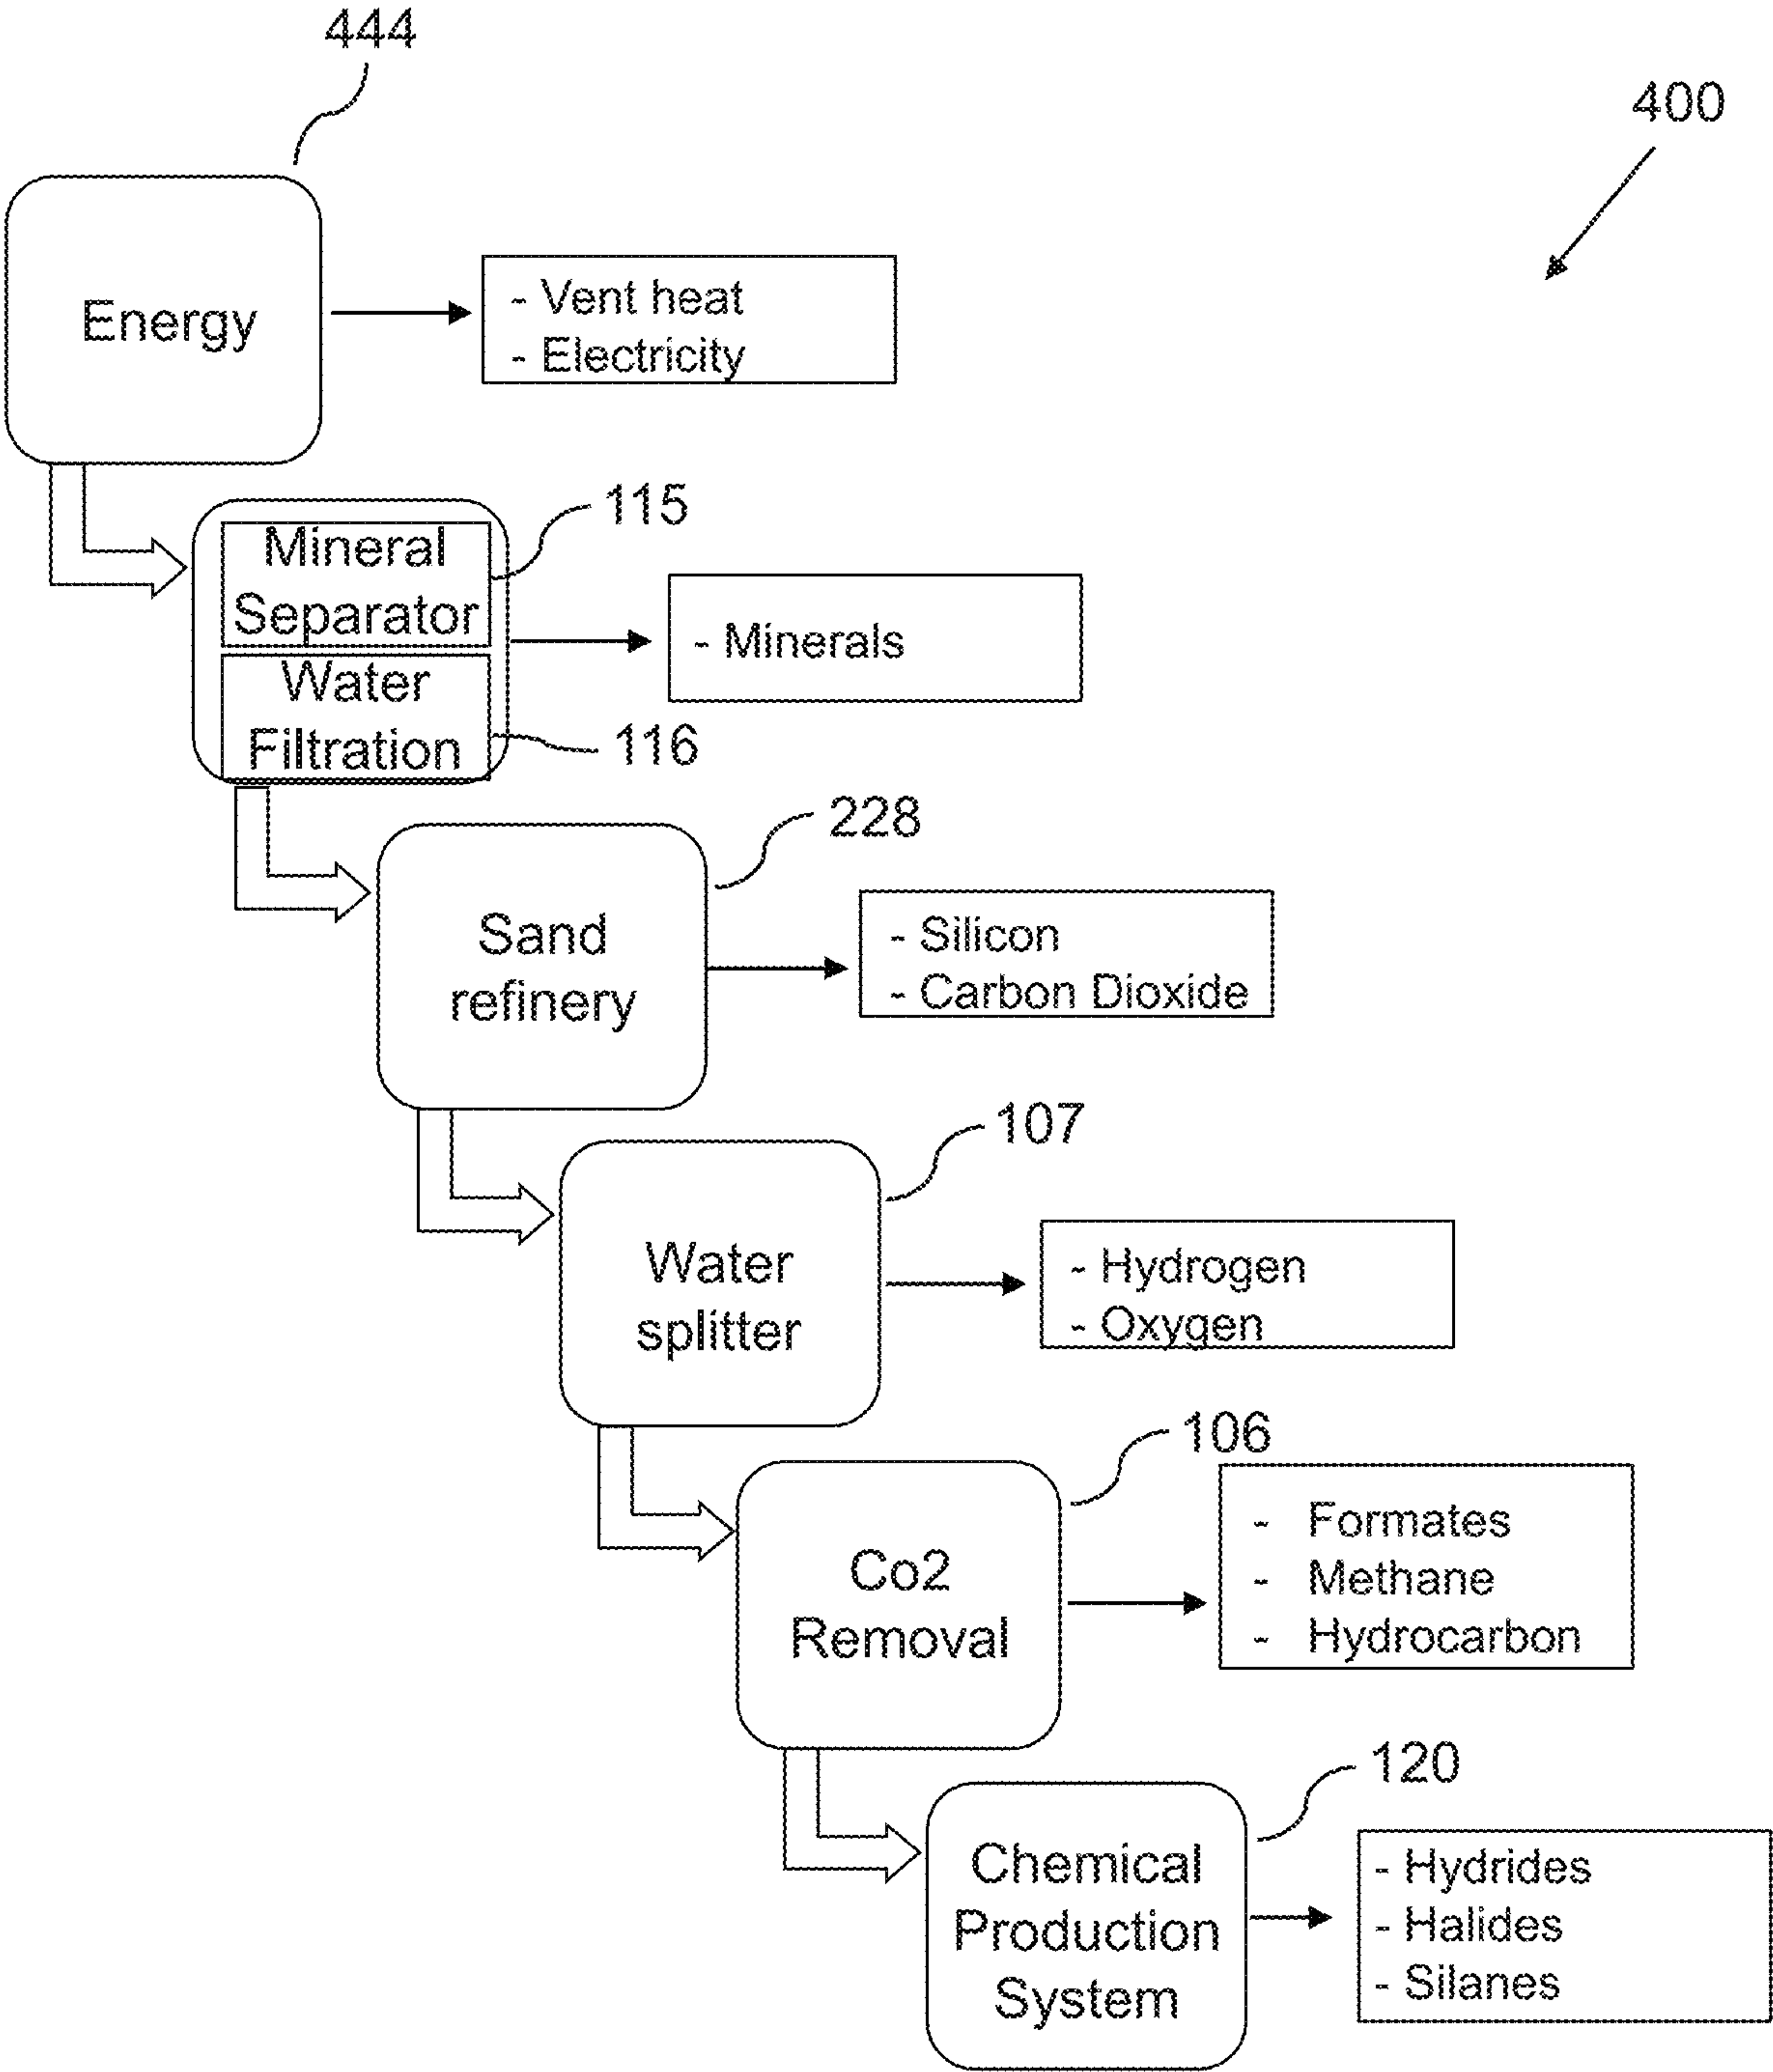 444
400
Energy
- Vent heat
- Electricity
115
Mineral
Separator
- Minerals
Water
Filtration
116
228
Sand
refinery
- Silicon
- Carbon Dioxide
107
Water
splitter
- Hydrogen
- Oxygen
106
Co2
Removal
- Formates
- Methane
- Hydrocarbon
120
Chemical
Production
System
- Hydrides
- Halides
- Silanes